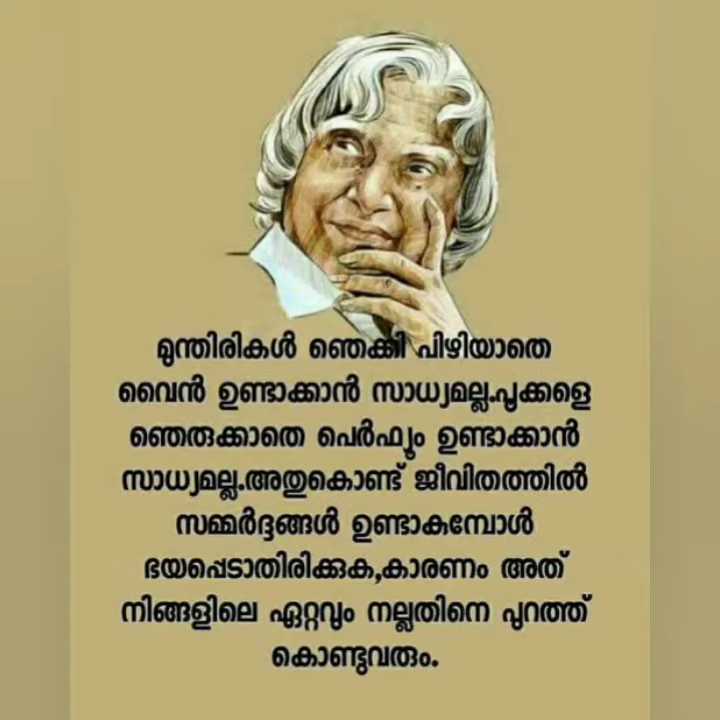 മുന്തിരികൾ ഞെക്കി പിഴിയാതെ
വൈൻ ഉണ്ടാക്കാൻ സാധ്യമല്ല.പൂക്കളെ
ഞെരുക്കാതെ പെർഫ്യൂം ഉണ്ടാക്കാൻ
സാധ്യമല്ല.അതുകൊണ്ട് ജീവിതത്തിൽ
സമ്മർദ്ദങ്ങൾ ഉണ്ടാകുമ്പോൾ
ഭയപ്പെടാതിരിക്കുക,കാരണം അത്
നിങ്ങളിലെ ഏറ്റവും നല്ലതിനെ പുറത്ത്
കൊണ്ടുവരും.